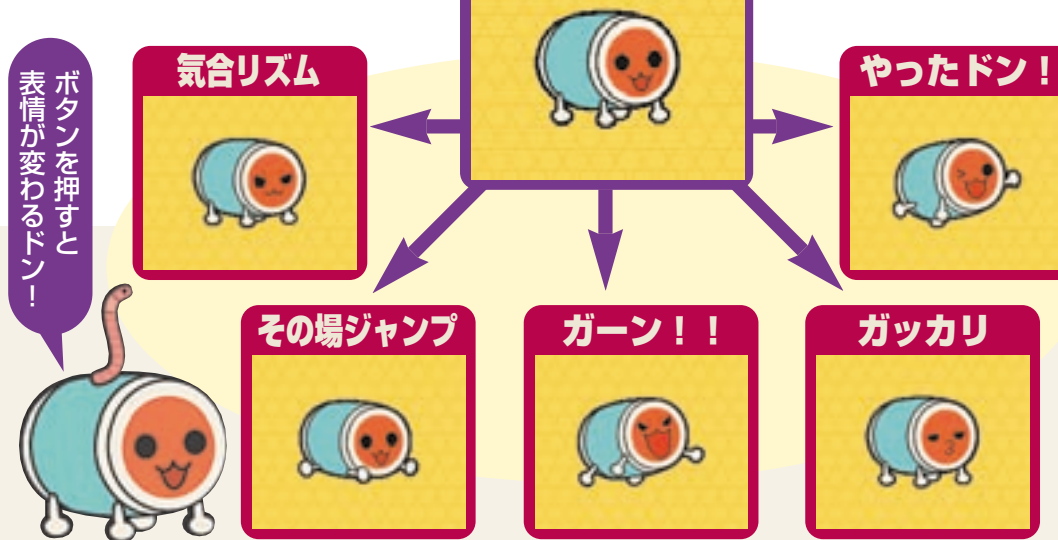 ボタンを押すと
表情が変わるドン！
気合リズム
やったドン！
その場ジャンプ
ガーン！！
ガッカリ